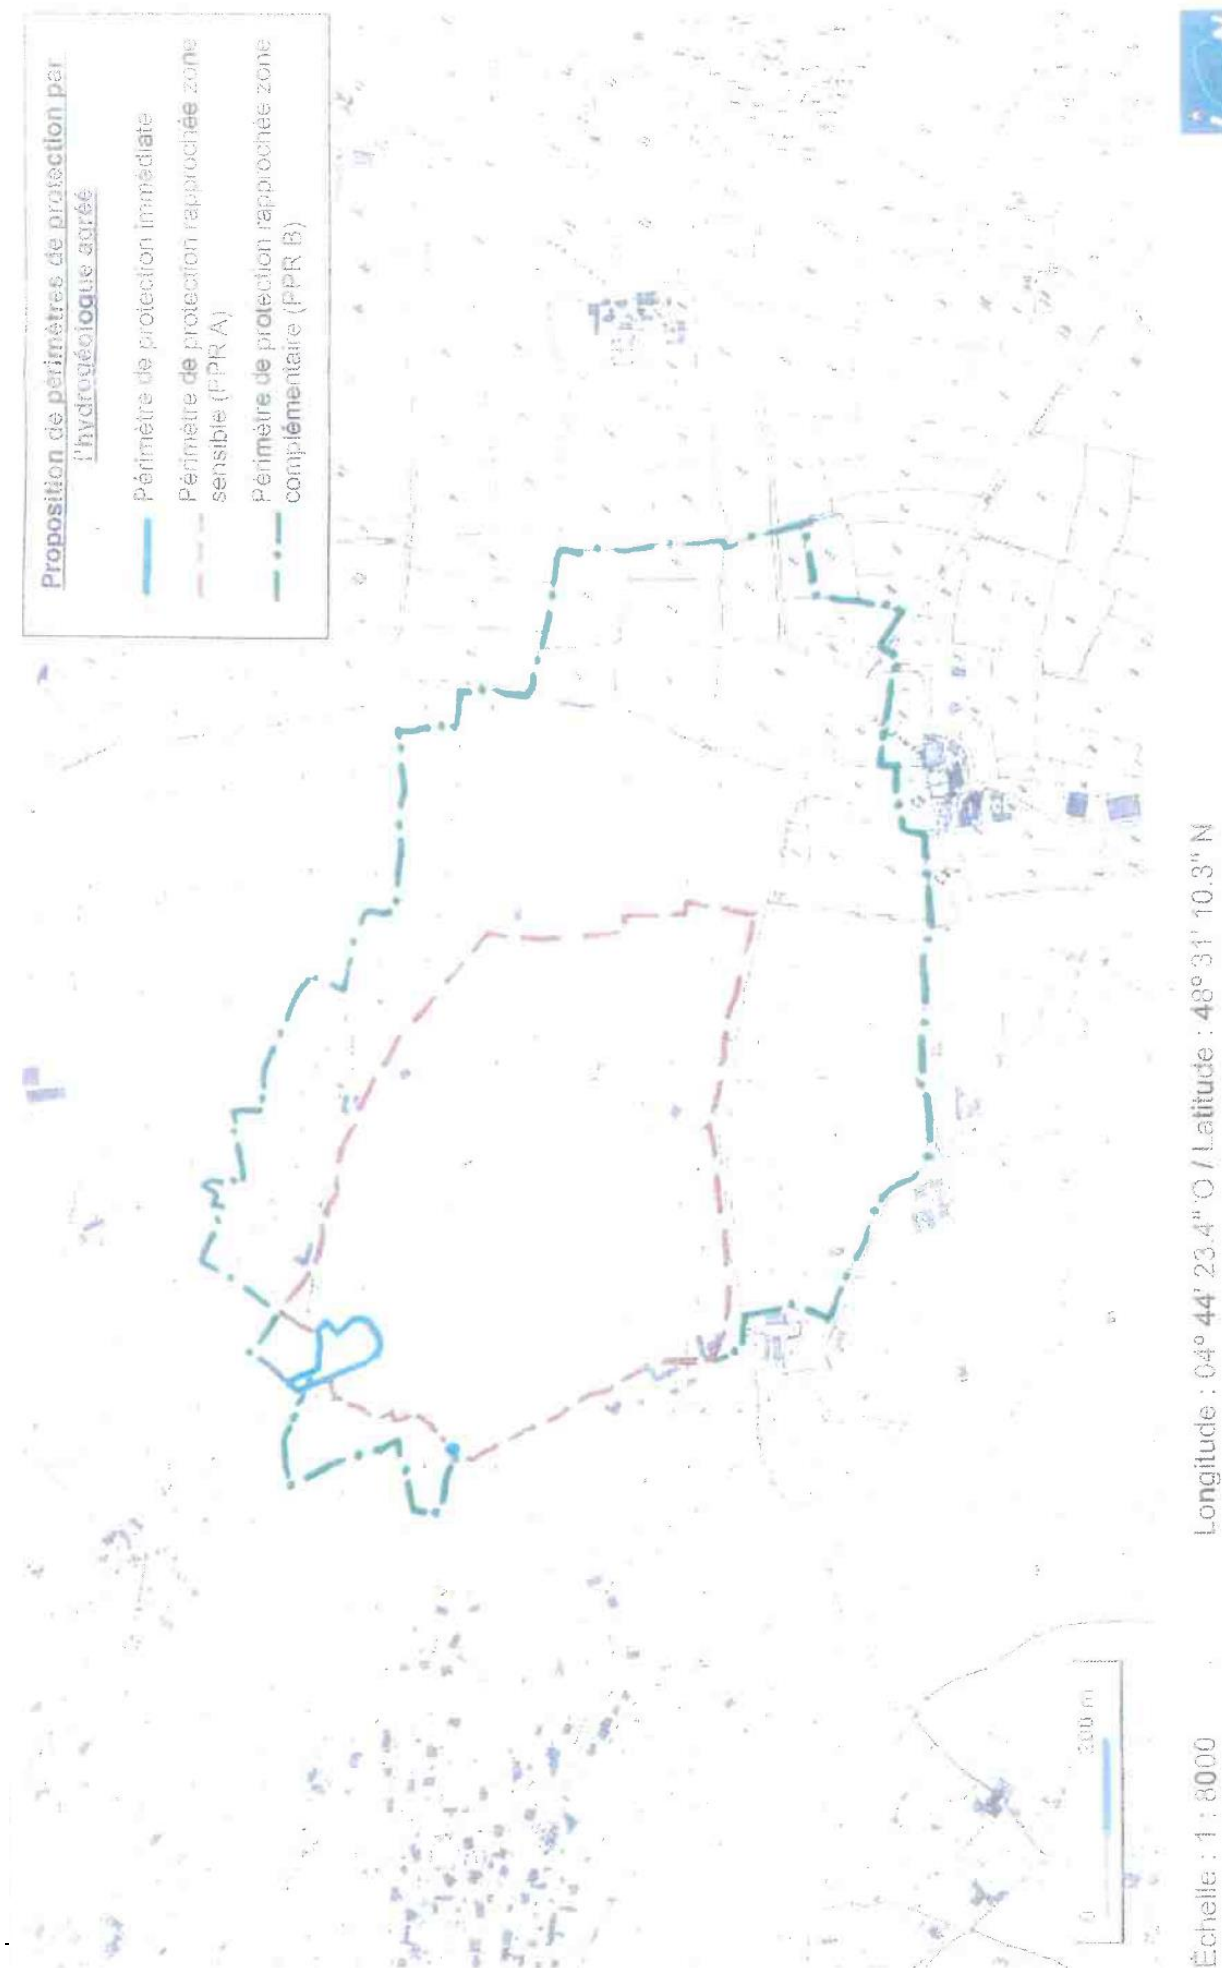 Proposition de périmètres de protection par
l'hydrogéologue agréé
Périmètre de protection immédiate
Périmètre de protection rapprochée zone
sensible (PPR A)
Périmètre de protection rapprochée zone
complémentaire (PPR B)
0 200 m
Échelle : 1 : 8000
Longitude : 04° 44' 23.4" O / Latitude : 48° 31' 10.3" N